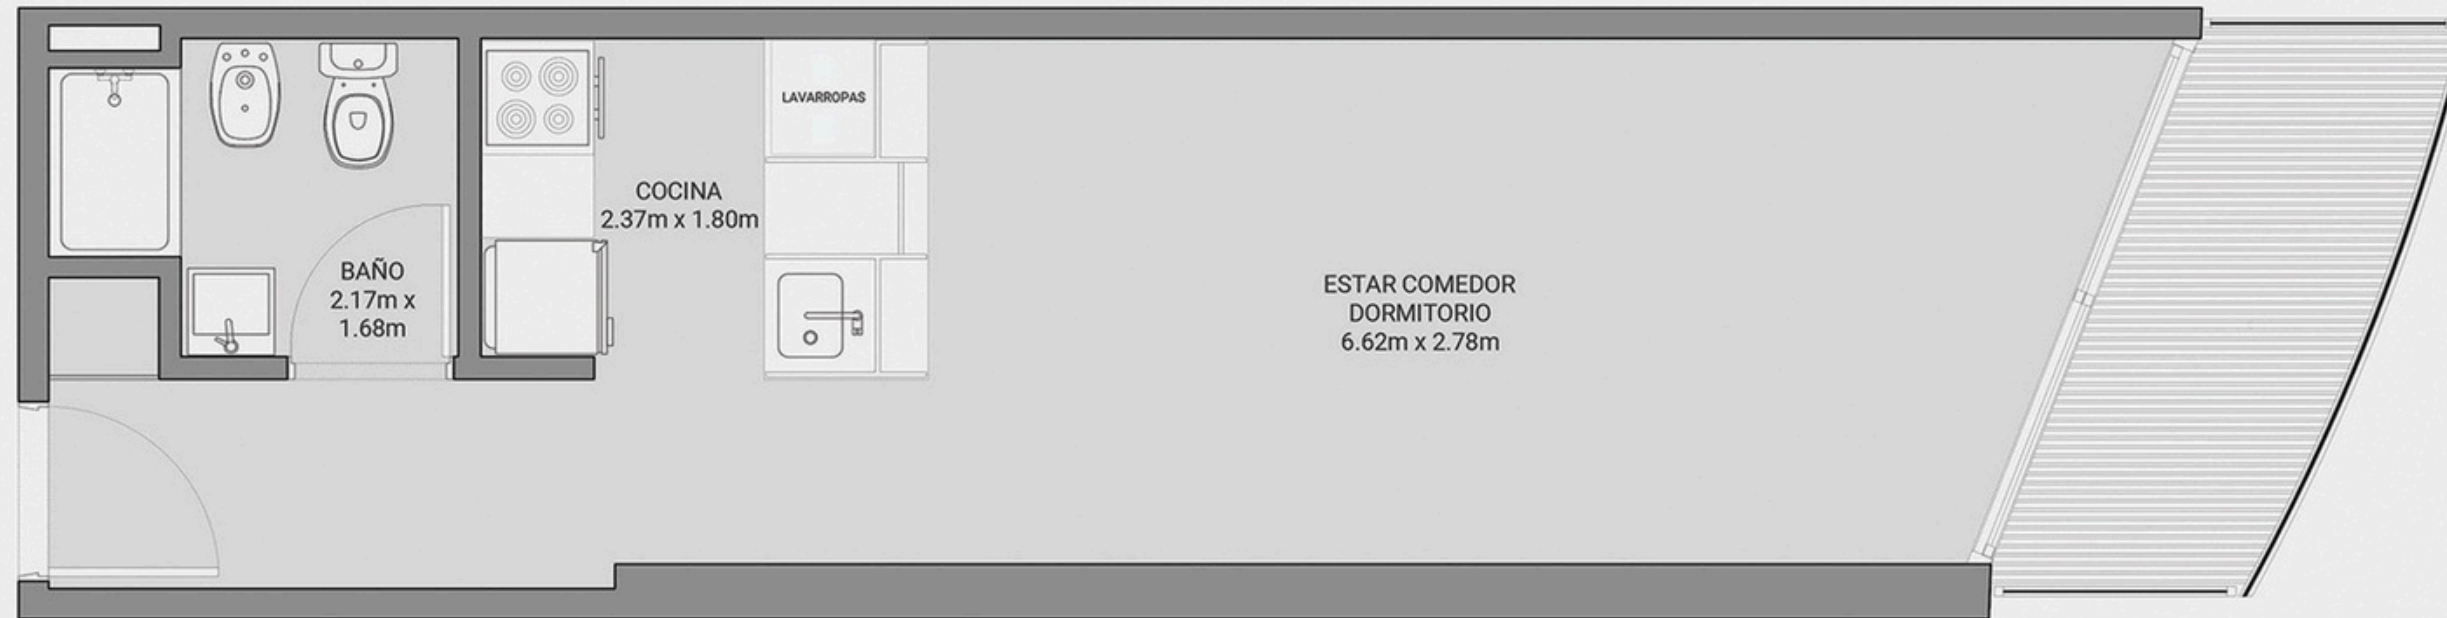 LAVARROPAS
COCINA
2.37m x 1.80m
BAÑO
2.17m x
1.68m
ESTAR COMEDOR
DORMITORIO
6.62m x 2.78m